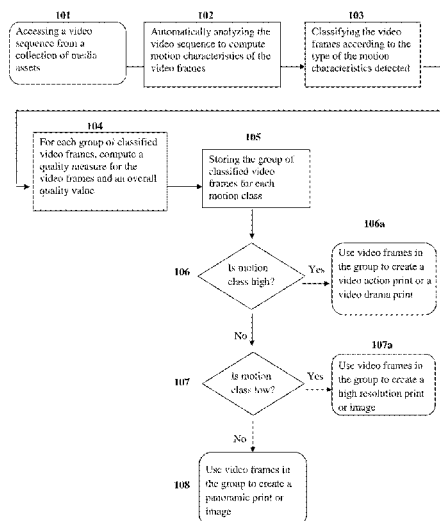 101
Accessing a video
sequence from a
collection of media
assets
102
Automatically analyzing the
video sequence to compute
motion characteristics of the
video frames
103
Classifying the video
frames according to
the type of the motion
characteristics detected
104
For each group of classified
video frames, compute a
quality measure for the
video frames and an overall
quality value
105
Storing the group of
classified video
frames for each
motion class
106
Is motion
class high?
Yes
106a
Use video frames in
the group to create a
video action print or a
video drama print
No
107
Is motion
class low?
Yes
107a
Use video frames in
the group to create a
high resolution print
or image
No
108
Use video frames in
the group to create a
panoramic print or
image